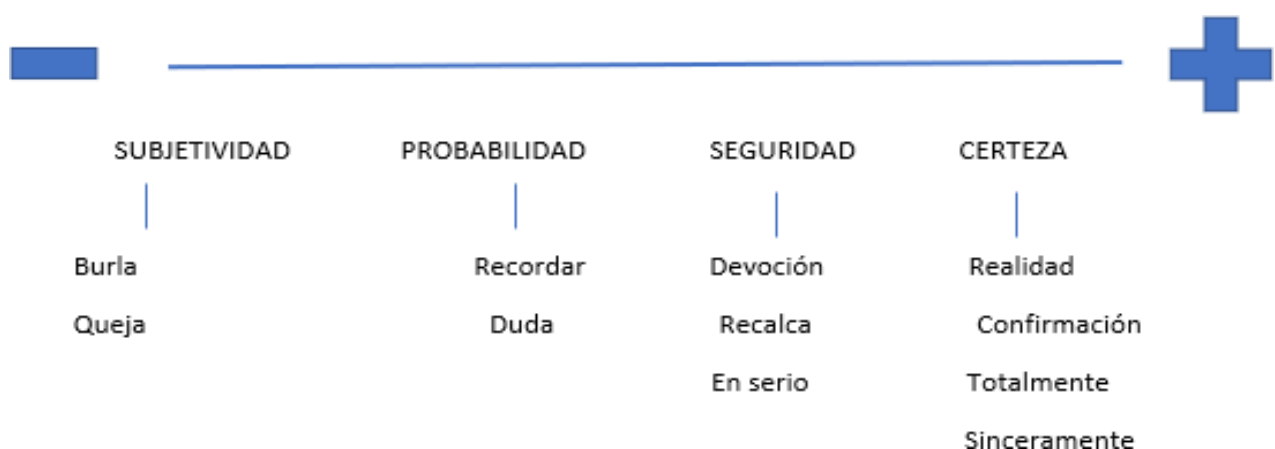 SUBJETIVIDAD PROBABILIDAD SEGURIDAD CERTEZA
Burla Recordar Devoción Realidad
Queja Duda Recalca Confirmación
En serio Totalmente
Sinceramente